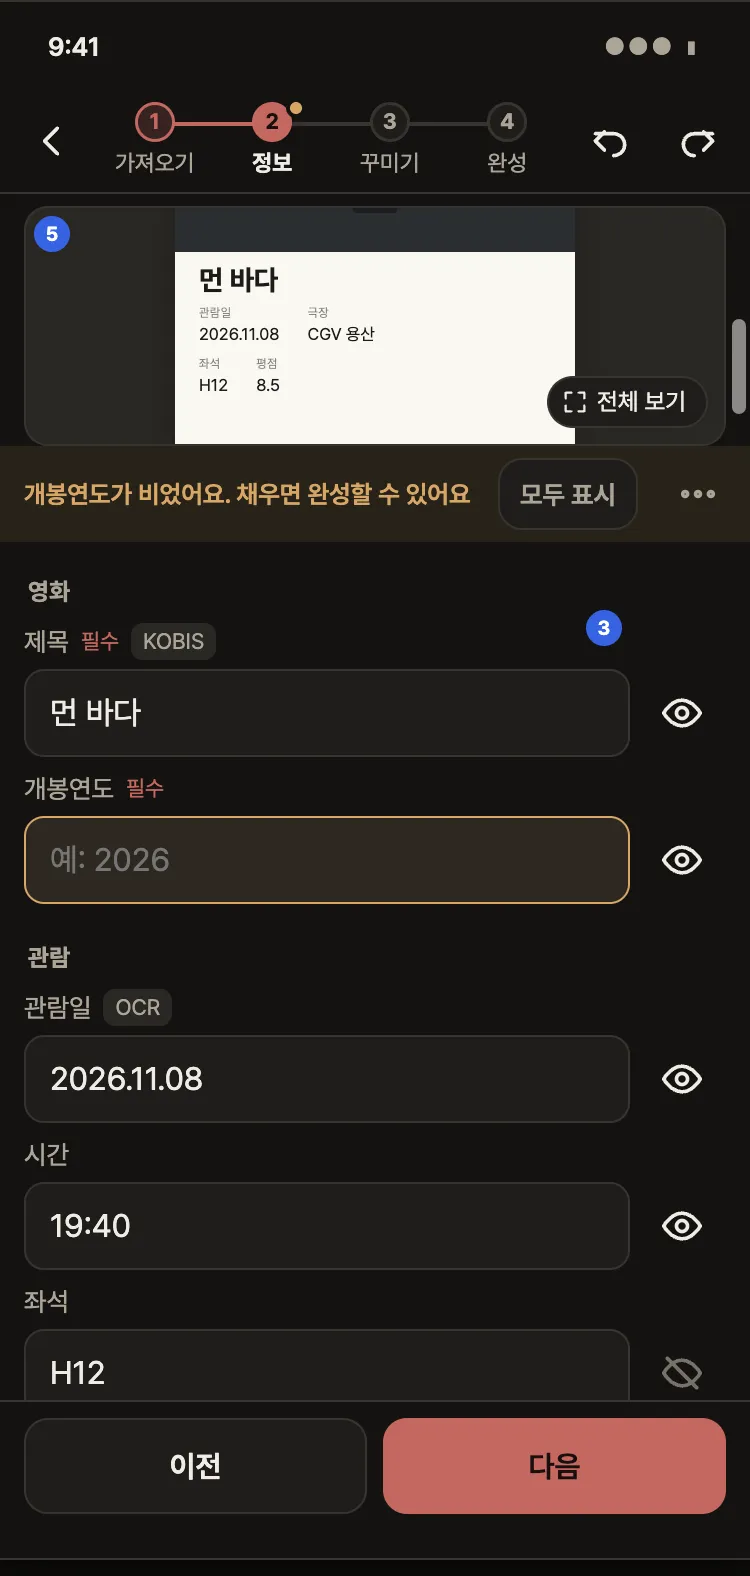 9:41
1 2 3 4
가져오기 정보 꾸미기 완성
5
먼 바다
관람일 극장
2026.11.08 CGV 용산
좌석 평점
H12 8.5
전체 보기
개봉연도가 비었어요. 채우면 완성할 수 있어요 모두 표시
영화
제목 필수 KOBIS 3
먼 바다
개봉연도 필수
예: 2026
관람
관람일 OCR
2026.11.08
시간
19:40
좌석
H12
이전 다음